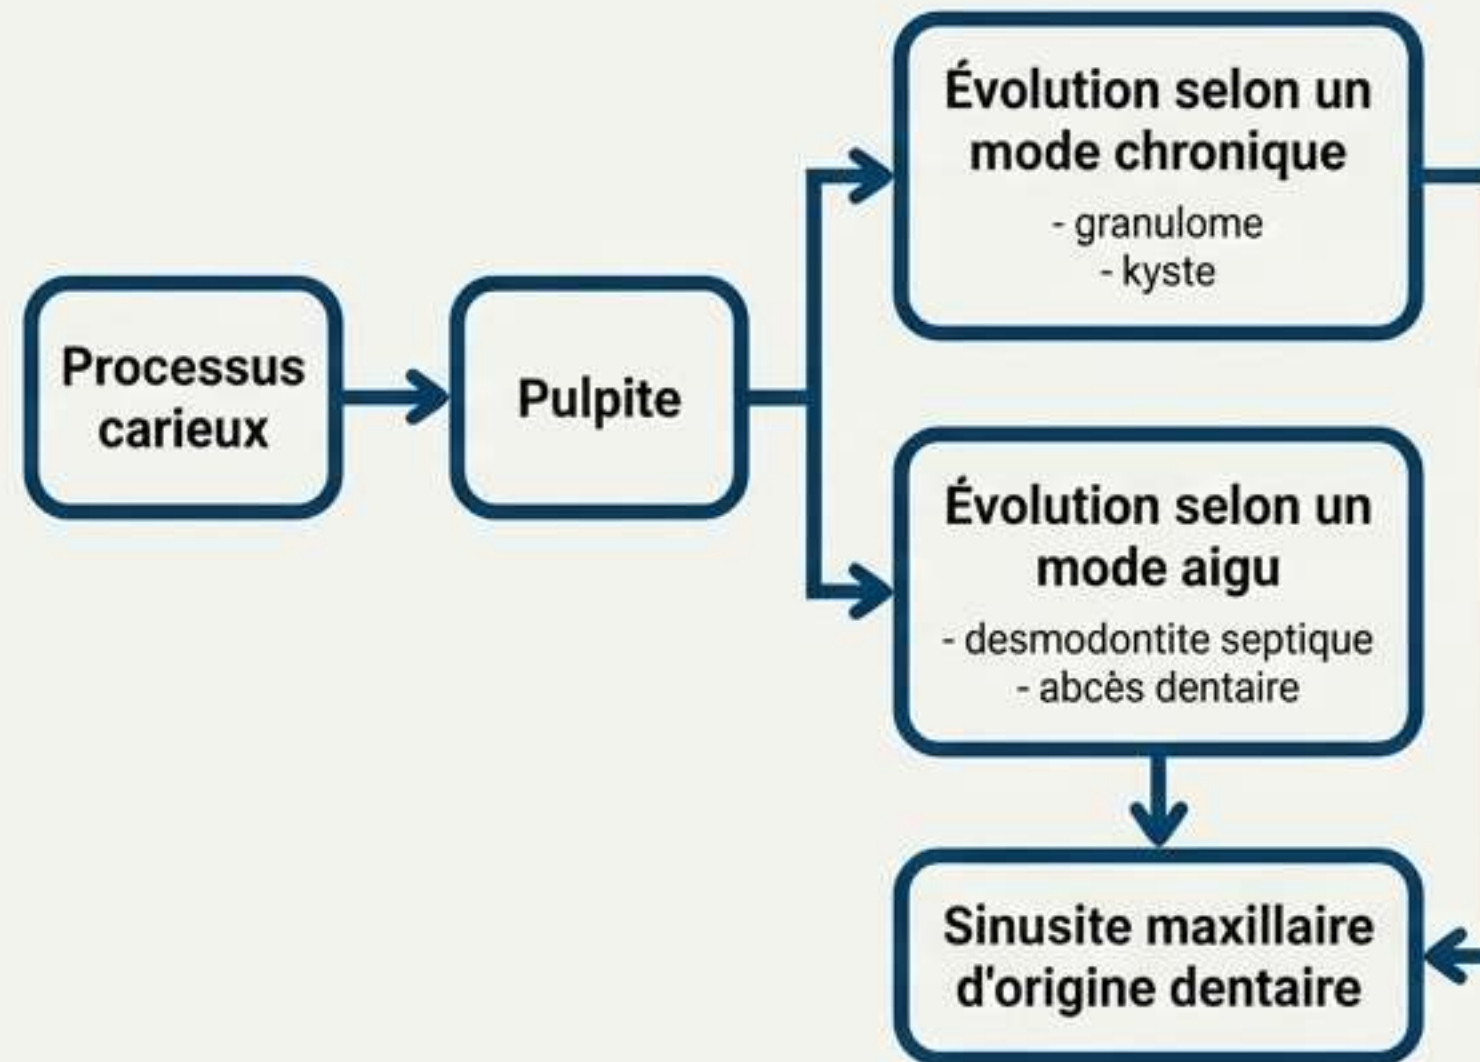 Processus
carieux
Pulpite
Évolution selon un
mode chronique
- granulome
- kyste
Évolution selon un
mode aigu
- desmodontite septique
- abcès dentaire
Sinusite maxillaire
d'origine dentaire